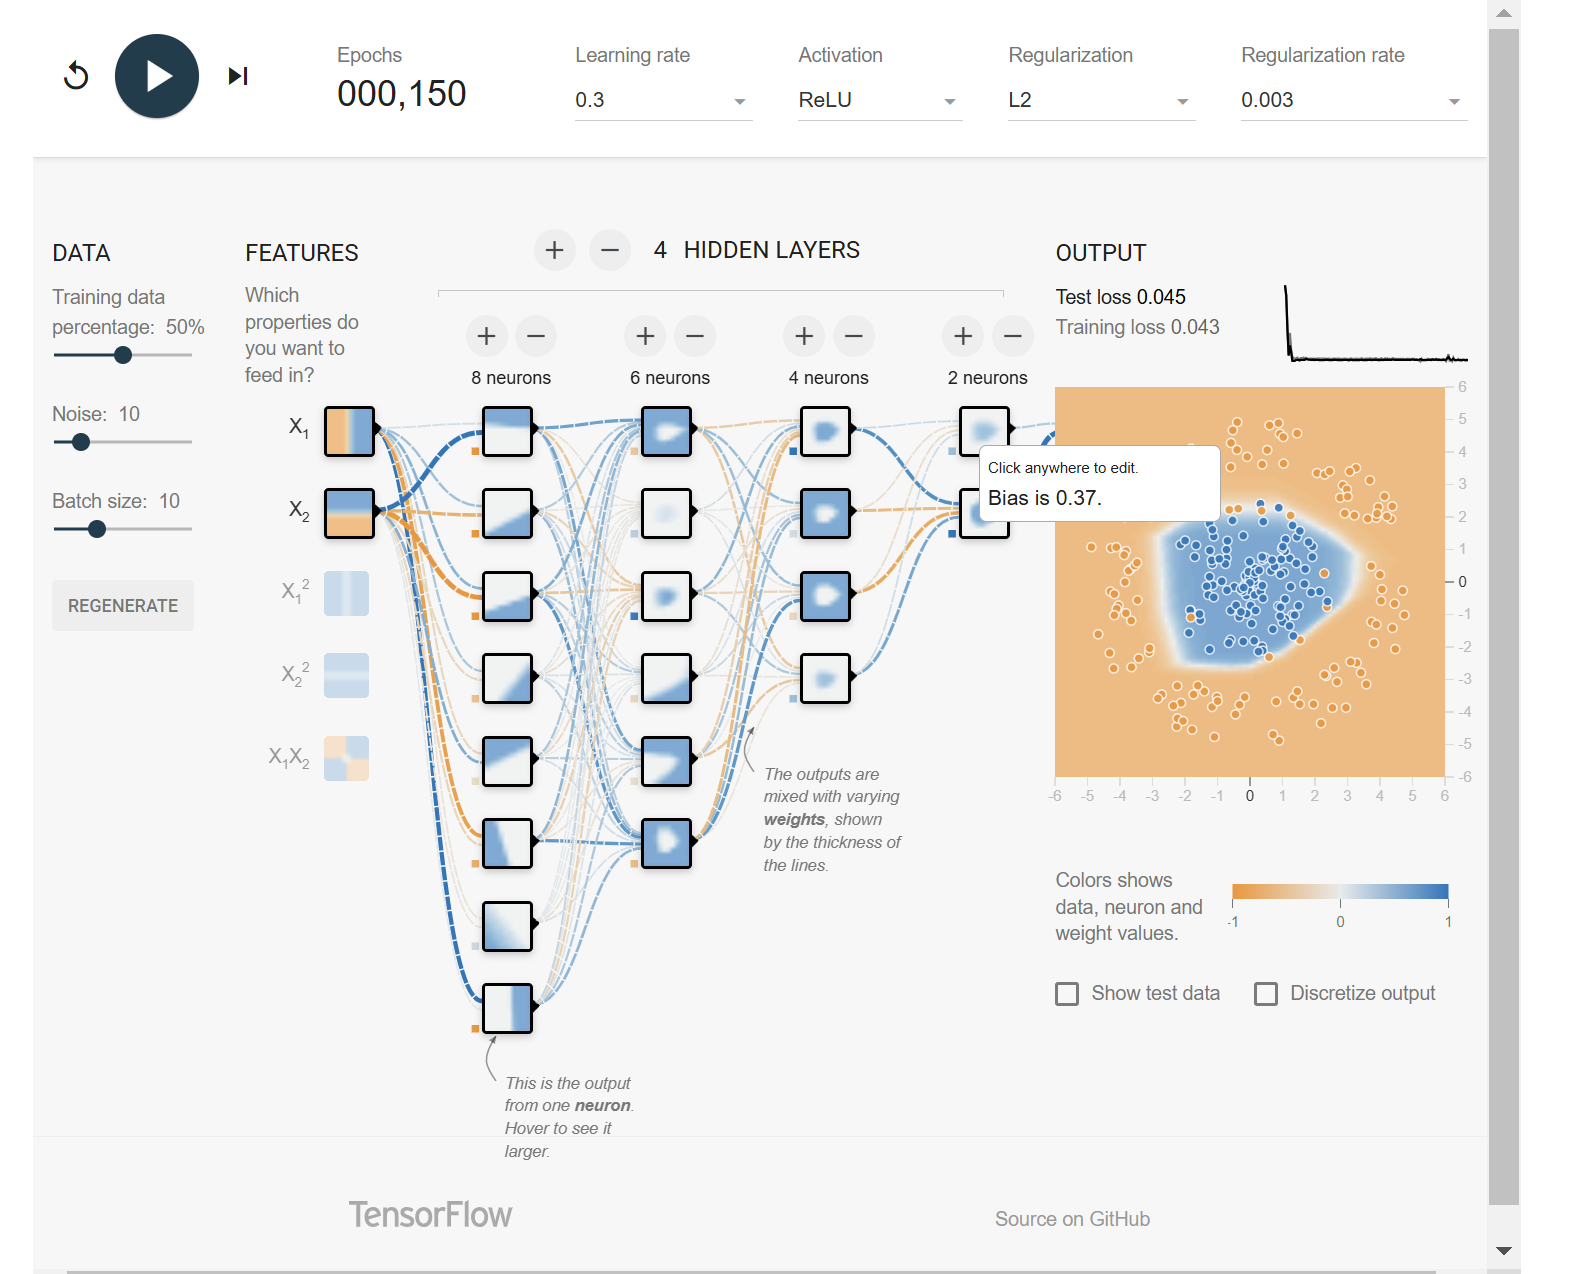 Epochs
000,150
Learning rate
0.3
Activation
ReLU
Regularization
L2
Regularization rate
0.003
DATA
Training data
percentage: 50%
Noise: 10
Batch size: 10
REGENERATE
FEATURES
Which
properties do
you want to
feed in?
X1
X2
X1²
X2²
X1X2
+ − 4 HIDDEN LAYERS
+ −
8 neurons
+ −
6 neurons
+ −
4 neurons
+ −
2 neurons
Click anywhere to edit.
Bias is 0.37.
The outputs are
mixed with varying
weights, shown
by the thickness of
the lines.
This is the output
from one neuron.
Hover to see it
larger.
OUTPUT
Test loss 0.045
Training loss 0.043
6
5
4
3
2
1
0
-1
-2
-3
-4
-5
-6
-6 -5 -4 -3 -2 -1 0 1 2 3 4 5 6
Colors shows
data, neuron and
weight values.
-1 0 1
Show test data
Discretize output
TensorFlow
Source on GitHub